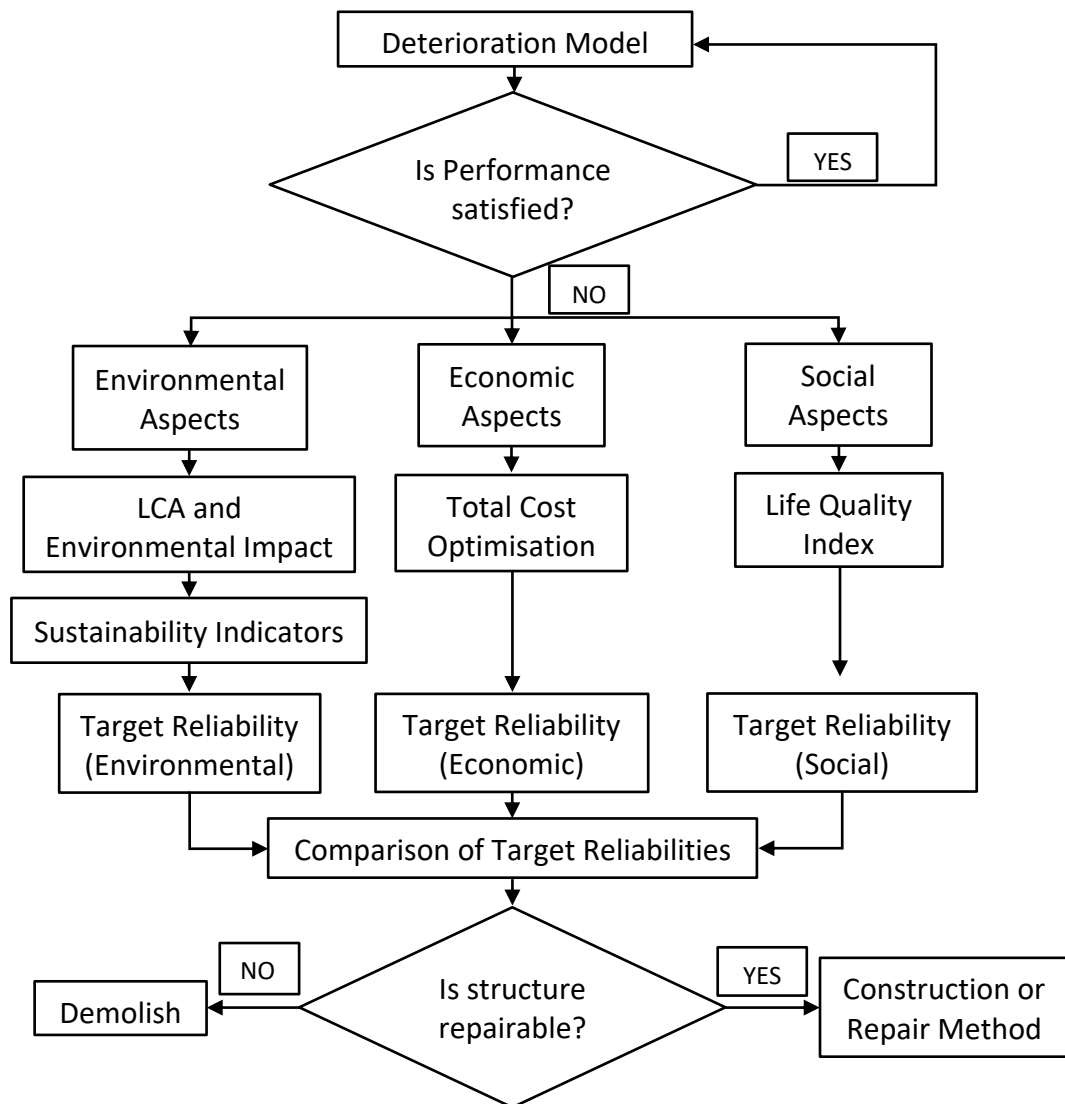 Deterioration Model
Is Performance
satisfied?
YES
NO
Environmental
Aspects
Economic
Aspects
Social
Aspects
LCA and
Environmental Impact
Total Cost
Optimisation
Life Quality
Index
Sustainability Indicators
Target Reliability
(Environmental)
Target Reliability
(Economic)
Target Reliability
(Social)
Comparison of Target Reliabilities
Is structure
repairable?
NO
YES
Demolish
Construction or
Repair Method